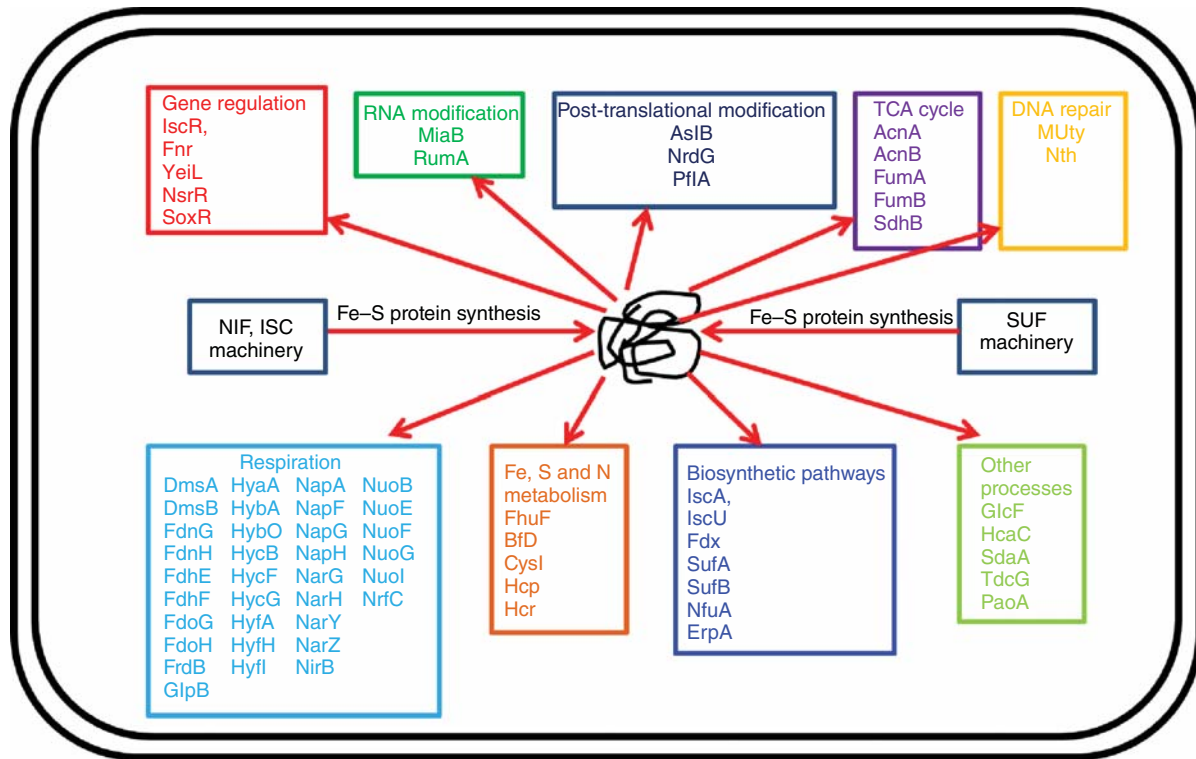 Gene regulation
IscR,
Fnr
YeiL
NsrR
SoxR
RNA modification
MiaB
RumA
Post-translational modification
AslB
NrdG
PflA
TCA cycle
AcnA
AcnB
FumA
FumB
SdhB
DNA repair
MUty
Nth
NIF, ISC
machinery
Fe–S protein synthesis
Fe–S protein synthesis
SUF
machinery
Respiration
DmsA HyaA NapA NuoB
DmsB HybA NapF NuoE
FdnG HybO NapG NuoF
FdnH HycB NapH NuoG
FdhE HycF NarG NuoI
FdhF HycG NarH NrfC
FdoG HyfA NarY
FdoH HyfH NarZ
FrdB HyfI NirB
GlpB
Fe, S and N
metabolism
FhuF
BfD
CysI
Hcp
Hcr
Biosynthetic pathways
IscA,
IscU
Fdx
SufA
SufB
NfuA
ErpA
Other
processes
GlcF
HcaC
SdaA
TdcG
PaoA